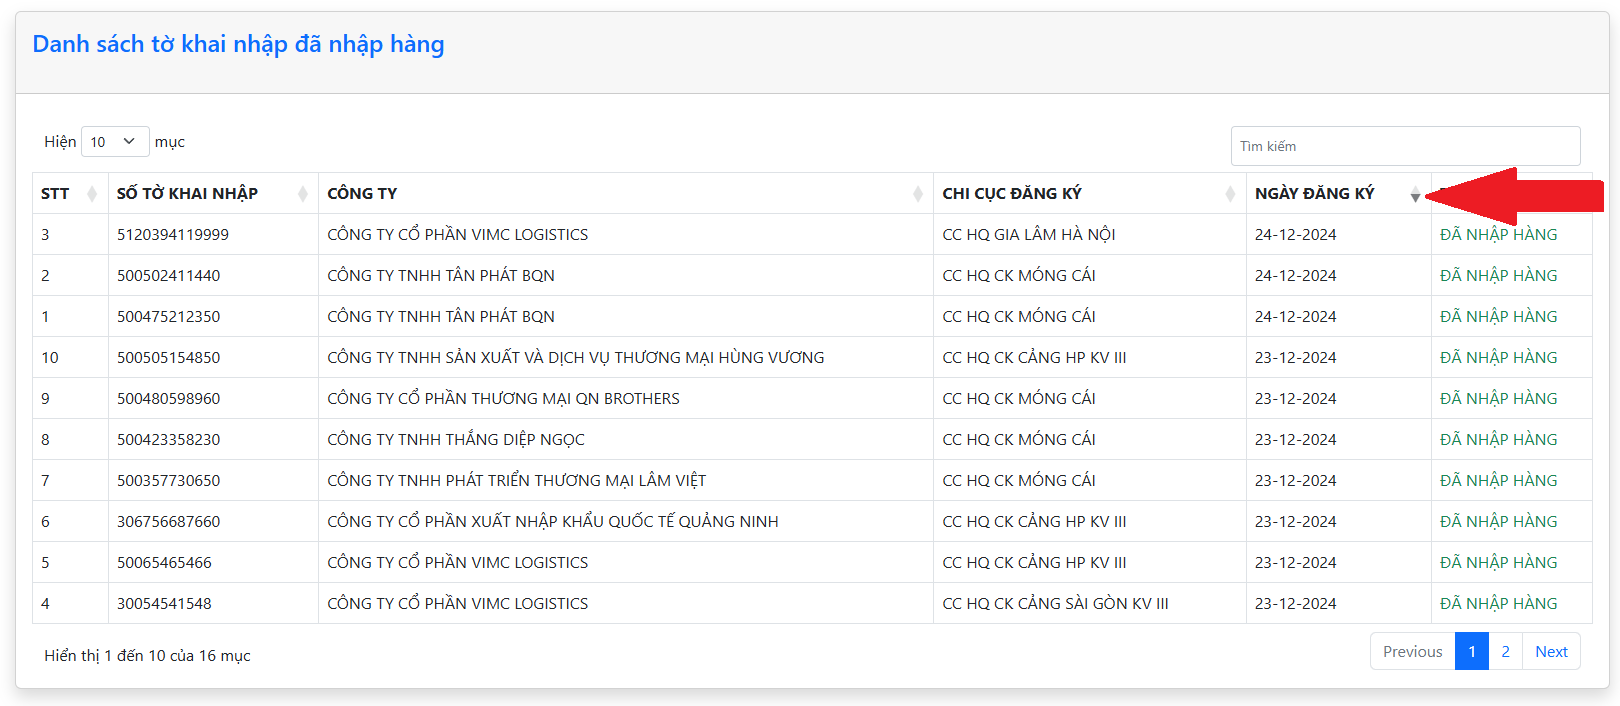 Danh sách tờ khai nhập đã nhập hàng
Hiện 10 mục
Tìm kiếm
STT SỐ TỜ KHAI NHẬP CÔNG TY CHI CỤC ĐĂNG KÝ NGÀY ĐĂNG KÝ
3 5120394119999 CÔNG TY CỔ PHẦN VIMC LOGISTICS CC HQ GIA LÂM HÀ NỘI 24-12-2024 ĐÃ NHẬP HÀNG
2 500502411440 CÔNG TY TNHH TÂN PHÁT BQN CC HQ CK MÓNG CÁI 24-12-2024 ĐÃ NHẬP HÀNG
1 500475212350 CÔNG TY TNHH TÂN PHÁT BQN CC HQ CK MÓNG CÁI 24-12-2024 ĐÃ NHẬP HÀNG
10 500505154850 CÔNG TY TNHH SẢN XUẤT VÀ DỊCH VỤ THƯƠNG MẠI HÙNG VƯƠNG CC HQ CK CẢNG HP KV III 23-12-2024 ĐÃ NHẬP HÀNG
9 500480598960 CÔNG TY CỔ PHẦN THƯƠNG MẠI QN BROTHERS CC HQ CK MÓNG CÁI 23-12-2024 ĐÃ NHẬP HÀNG
8 500423358230 CÔNG TY TNHH THẮNG DIỆP NGỌC CC HQ CK MÓNG CÁI 23-12-2024 ĐÃ NHẬP HÀNG
7 500357730650 CÔNG TY TNHH PHÁT TRIỂN THƯƠNG MẠI LÂM VIỆT CC HQ CK MÓNG CÁI 23-12-2024 ĐÃ NHẬP HÀNG
6 306756687660 CÔNG TY CỔ PHẦN XUẤT NHẬP KHẨU QUỐC TẾ QUẢNG NINH CC HQ CK CẢNG HP KV III 23-12-2024 ĐÃ NHẬP HÀNG
5 50065465466 CÔNG TY CỔ PHẦN VIMC LOGISTICS CC HQ CK CẢNG HP KV III 23-12-2024 ĐÃ NHẬP HÀNG
4 30054541548 CÔNG TY CỔ PHẦN VIMC LOGISTICS CC HQ CK CẢNG SÀI GÒN KV III 23-12-2024 ĐÃ NHẬP HÀNG
Hiển thị 1 đến 10 của 16 mục
Previous 1 2 Next